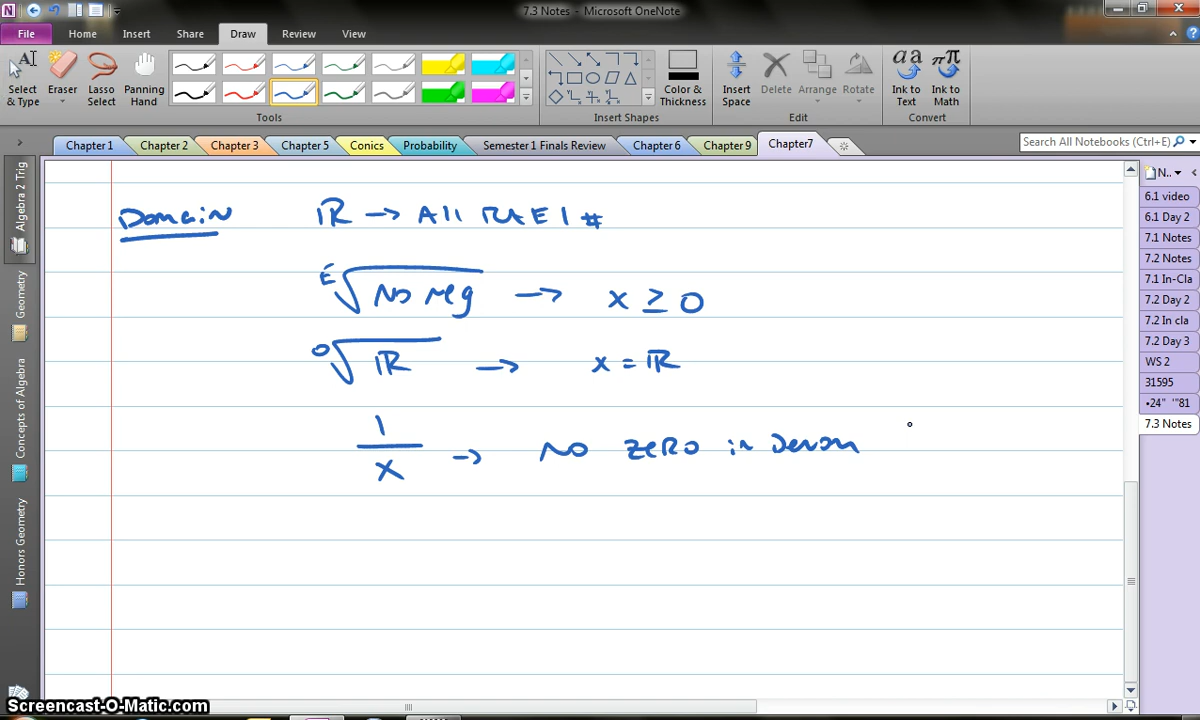 7.3 Notes - Microsoft OneNote
File Home Insert Share Draw Review View
Select & Type
Eraser
Lasso Select
Panning Hand
Color & Thickness
Insert Space
Delete
Arrange
Rotate
Ink to Text
Ink to Math
Tools
Insert Shapes
Edit
Convert
Chapter 1 Chapter 2 Chapter 3 Chapter 5 Conics Probability Semester 1 Finals Review Chapter 6 Chapter 9 Chapter7
Search All Notebooks (Ctrl+E)
N..
6.1 video
6.1 Day 2
7.1 Notes
7.2 Notes
7.1 In-Cla
7.2 Day 2
7.2 In cla
7.2 Day 3
WS 2
31595
•24" '"81
7.3 Notes
Algebra 2 Trig
Geometry
Concepts of Algebra
Honors Geometry
Domain ℝ → All REAl #
E√No neg → x ≥ 0
O√ℝ → x = ℝ
1/x → No ZERO in Denom
Screencast-O-Matic.com